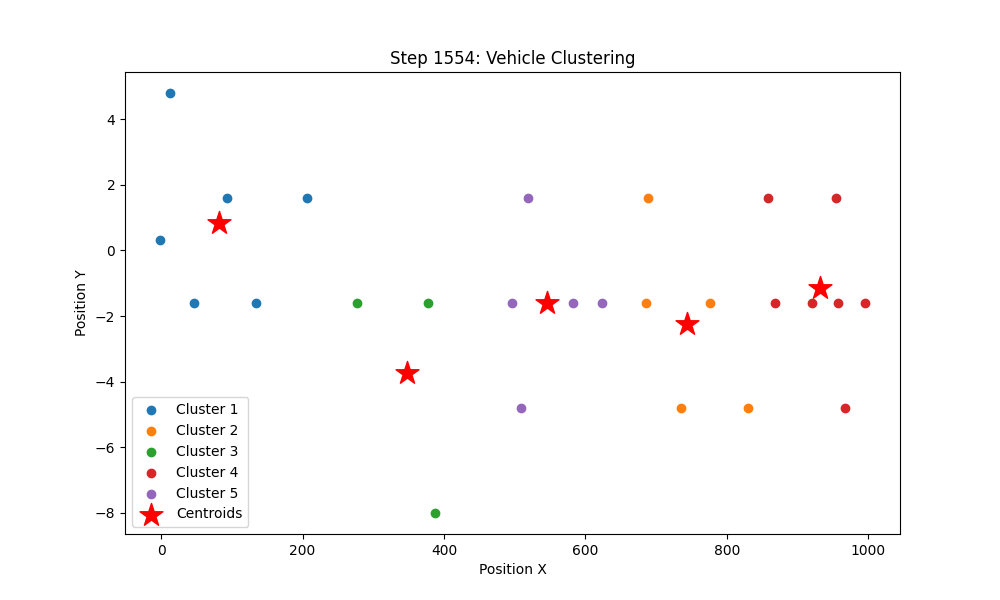 Step 1554: Vehicle Clustering
Position Y
4
2
0
−2
−4
−6
−8
Cluster 1
Cluster 2
Cluster 3
Cluster 4
Cluster 5
Centroids
0 200 400 600 800 1000
Position X